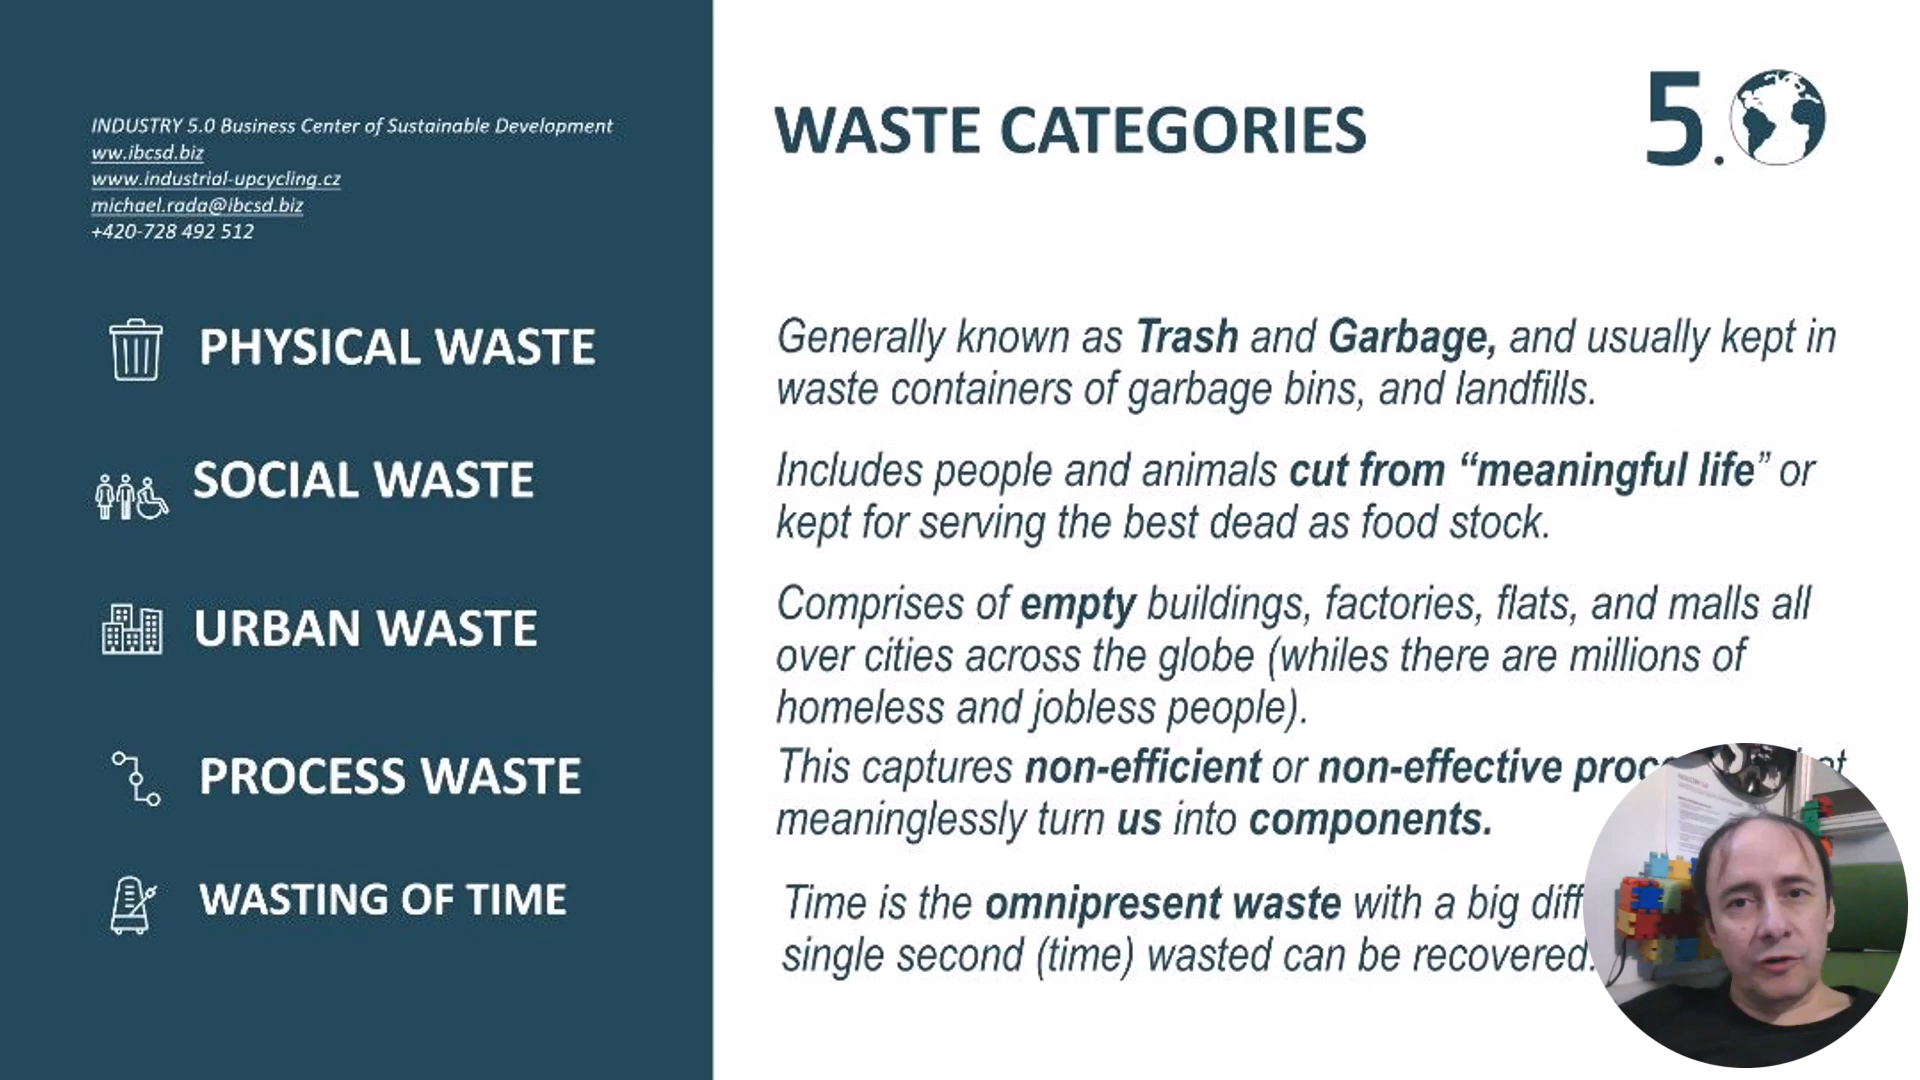 INDUSTRY 5.0 Business Center of Sustainable Development
ww.ibcsd.biz
www.industrial-upcycling.cz
michael.rada@ibcsd.biz
+420-728 492 512
WASTE CATEGORIES
5.
PHYSICAL WASTE
Generally known as Trash and Garbage, and usually kept in
waste containers of garbage bins, and landfills.
SOCIAL WASTE
Includes people and animals cut from “meaningful life” or
kept for serving the best dead as food stock.
URBAN WASTE
Comprises of empty buildings, factories, flats, and malls all
over cities across the globe (whiles there are millions of
homeless and jobless people).
PROCESS WASTE
This captures non-efficient or non-effective
meaninglessly turn us into components.
WASTING OF TIME
Time is the omnipresent waste with a big
single second (time) wasted can be recovered.